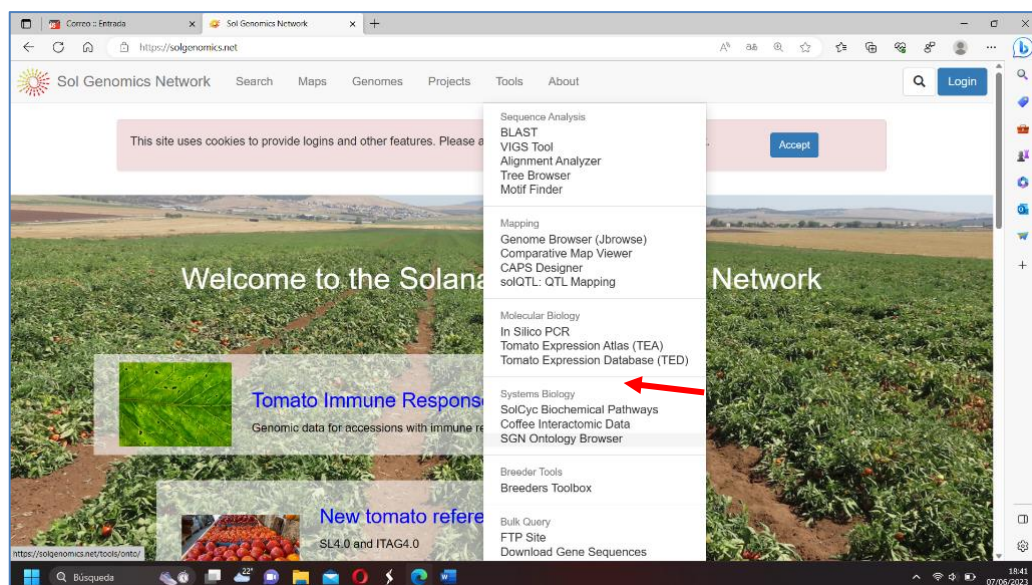 Correo :: Entrada
Sol Genomics Network
https://solgenomics.net
Sol Genomics Network Search Maps Genomes Projects Tools About Login
This site uses cookies to provide logins and other features. Please a
. Accept
Sequence Analysis
BLAST
VIGS Tool
Alignment Analyzer
Tree Browser
Motif Finder
Mapping
Genome Browser (Jbrowse)
Comparative Map Viewer
CAPS Designer
solQTL: QTL Mapping
Welcome to the Solana Network
Molecular Biology
In Silico PCR
Tomato Expression Atlas (TEA)
Tomato Expression Database (TED)
Systems Biology
SolCyc Biochemical Pathways
Coffee Interactomic Data
SGN Ontology Browser
Tomato Immune Respons
Genomic data for accessions with immune re
Breeder Tools
Breeders Toolbox
Bulk Query
FTP Site
Download Gene Sequences
New tomato refere
SL4.0 and ITAG4.0
https://solgenomics.net/tools/onto/
Búsqueda
22°
18:41
07/06/2023